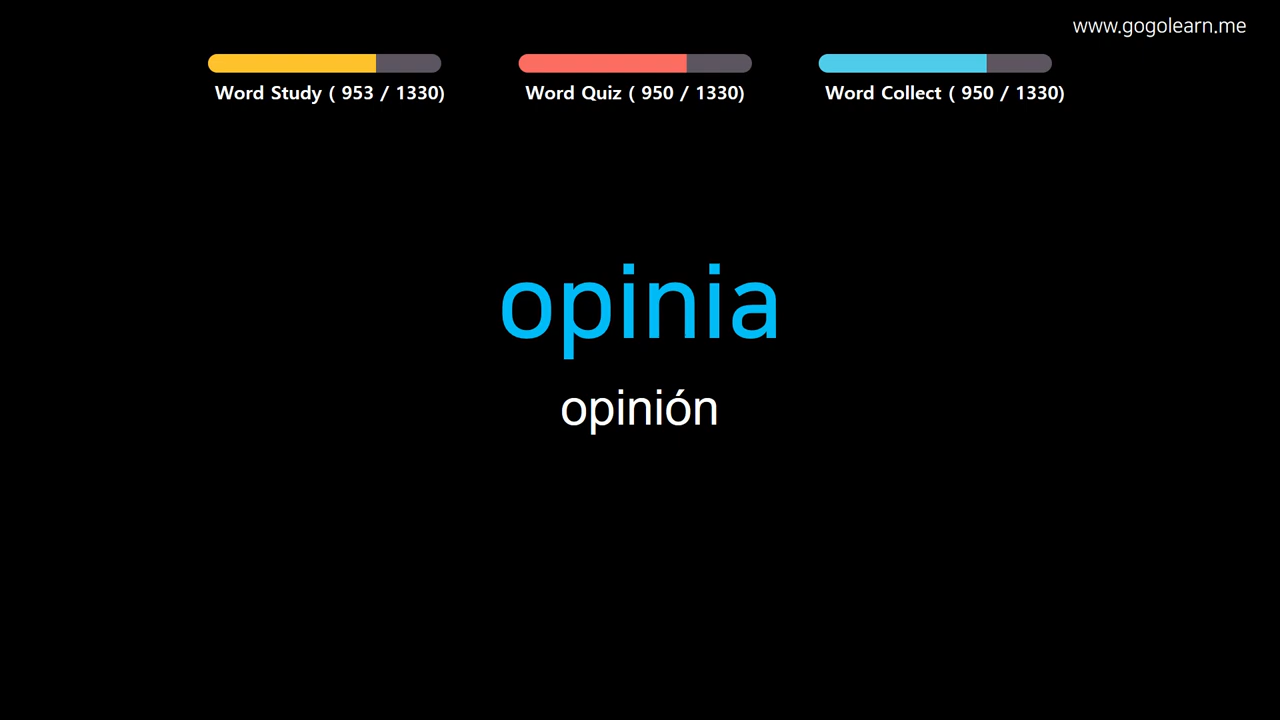 www.gogolearn.me
Word Study ( 953 / 1330)
Word Quiz ( 950 / 1330)
Word Collect ( 950 / 1330)
opinia
opinión